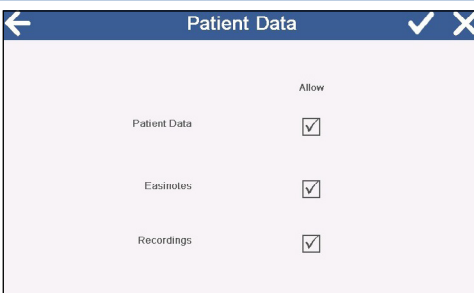 Patient Data
Allow
Patient Data
Easinotes
Recordings